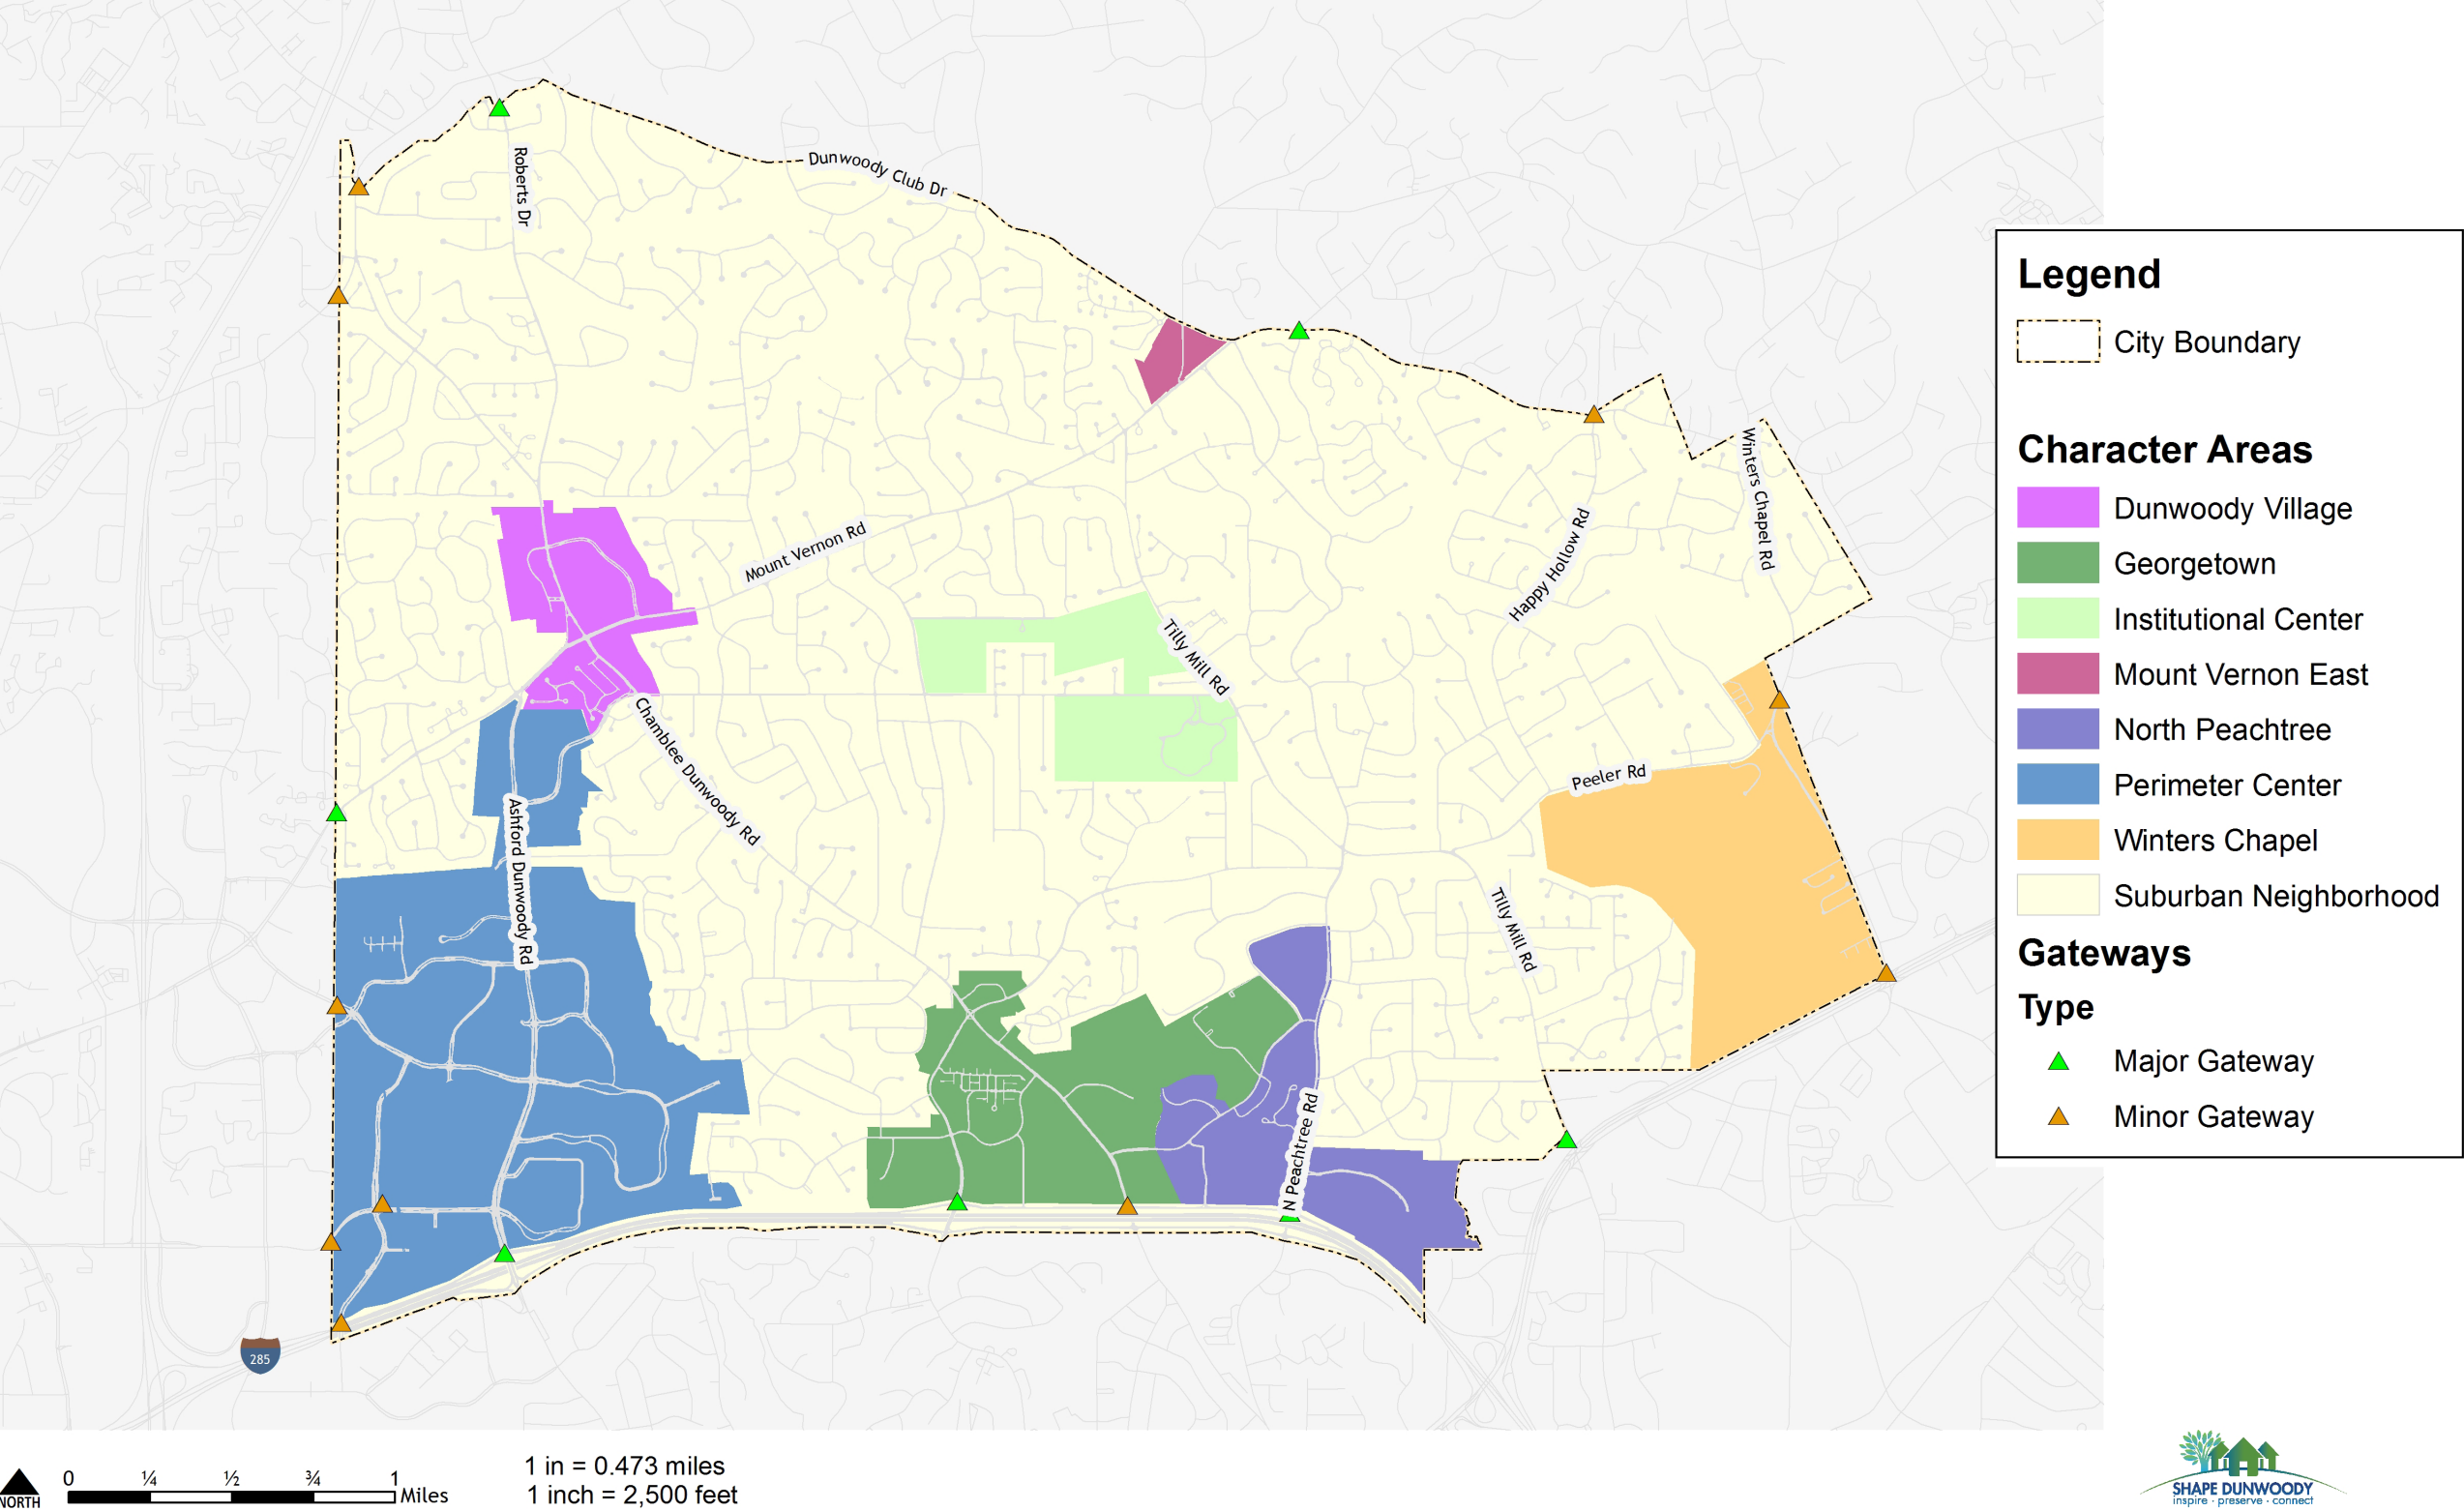 Roberts Dr
Dunwoody Club Dr
Mount Vernon Rd
Happy Hollow Rd
Winters Chapel Rd
Tilly Mill Rd
Chamblee Dunwoody Rd
Ashford Dunwoody Rd
Peeler Rd
Tilly Mill Rd
N Peachtree Rd
285
Legend
City Boundary
Character Areas
Dunwoody Village
Georgetown
Institutional Center
Mount Vernon East
North Peachtree
Perimeter Center
Winters Chapel
Suburban Neighborhood
Gateways
Type
Major Gateway
Minor Gateway
NORTH
0 ¼ ½ ¾ 1
Miles
1 in = 0.473 miles
1 inch = 2,500 feet
SHAPE DUNWOODY
inspire · preserve · connect